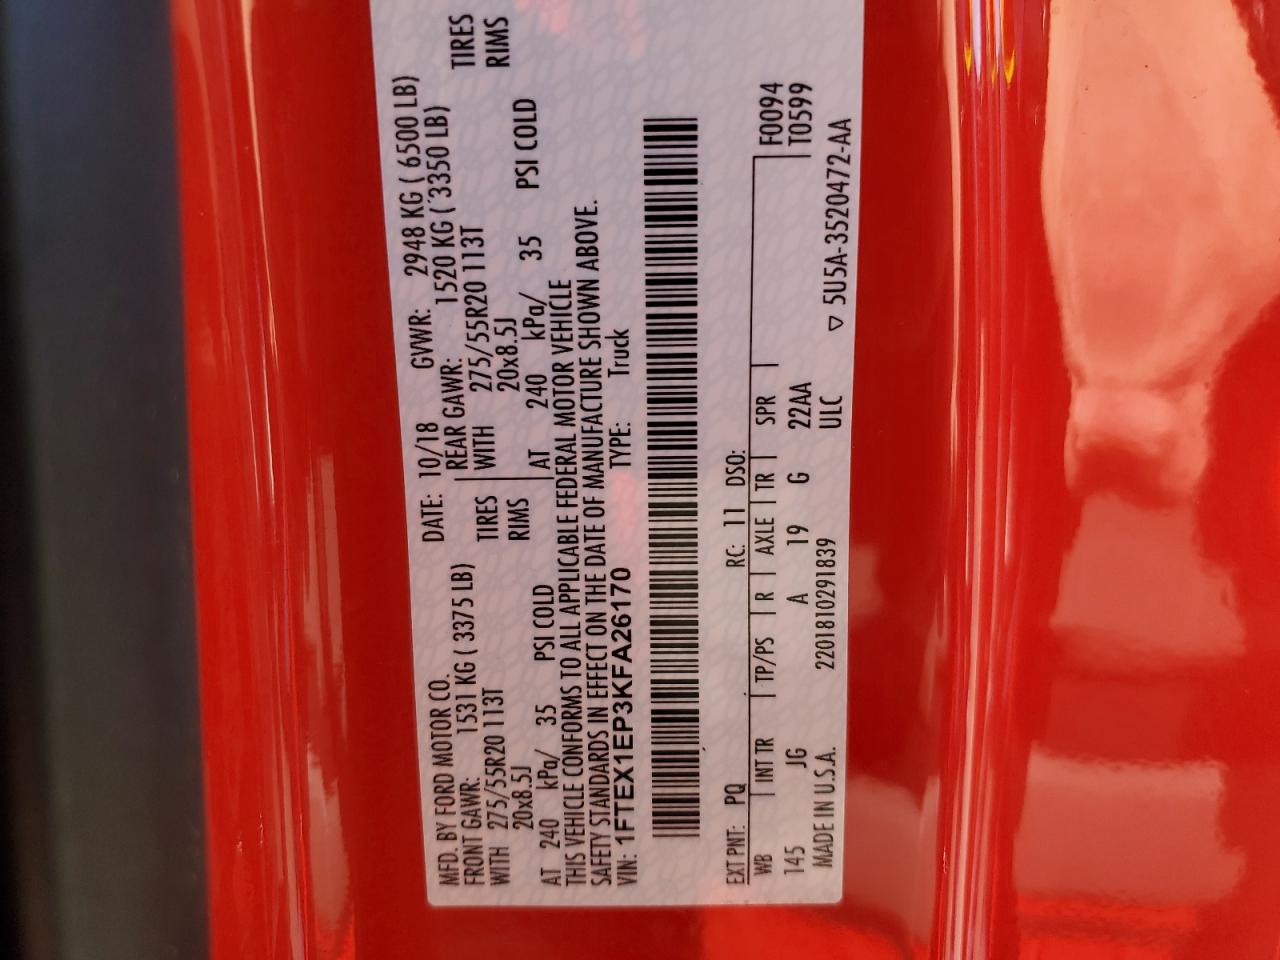 MFD. BY FORD MOTOR CO.
DATE: 10/18 GVWR: 2948 KG ( 6500 LB)
FRONT GAWR: 1531 KG ( 3375 LB)
REAR GAWR: 1520 KG ( 3350 LB)
WITH 275/55R20 113T TIRES
20x8.5J RIMS
AT 240 kPa/ 35 PSI COLD
WITH 275/55R20 113T TIRES
20x8.5J RIMS
AT 240 kPa/ 35 PSI COLD
THIS VEHICLE CONFORMS TO ALL APPLICABLE FEDERAL MOTOR VEHICLE
SAFETY STANDARDS IN EFFECT ON THE DATE OF MANUFACTURE SHOWN ABOVE.
VIN: 1FTEX1EP3KFA26170 TYPE: Truck
EXT PNT: PQ RC: 11 DSO: F0094
WB INT TR TP/PS R AXLE TR SPR T0599
145 JG A 19 G 22AA
MADE IN U.S.A. 2201810291839 ULC ▽ 5U5A-3520472-AA